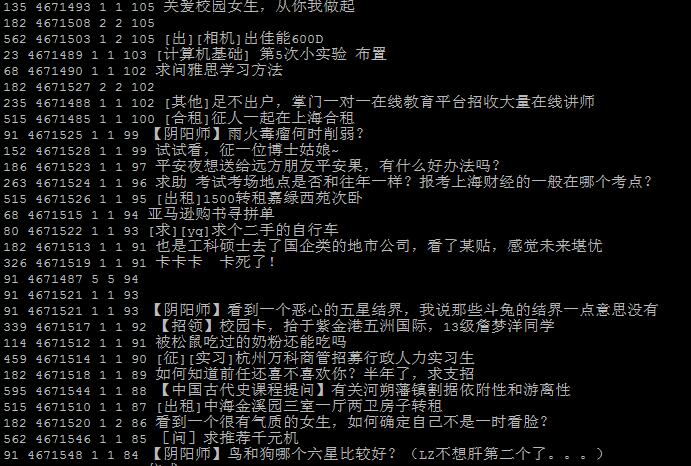 135 4671493 1 1 105 关爱校园女生，从你我做起
182 4671508 2 2 105
562 4671503 1 2 105 [出][相机]出佳能600D
23 4671489 1 1 103 [计算机基础] 第5次小实验 布置
68 4671490 1 1 102 求问雅思学习方法
182 4671527 2 2 102
235 4671488 1 1 102 [其他]足不出户，掌门一对一在线教育平台招收大量在线讲师
515 4671485 1 1 100 [合租]征人一起在上海合租
91 4671525 1 1 99 【阴阳师】雨火毒瘤何时削弱？
152 4671528 1 1 99 试试看，征一位博士姑娘~
186 4671523 1 1 97 平安夜想送给远方朋友平安果，有什么好办法吗？
263 4671524 1 1 96 求助 考试考场地点是否和往年一样？报考上海财经的一般在哪个考点？
515 4671526 1 1 95 [出租]1500转租嘉绿西苑次卧
68 4671515 1 1 94 亚马逊购书寻拼单
80 4671522 1 1 93 [求][yq]求个二手的自行车
182 4671513 1 1 91 也是工科硕士去了国企类的地市公司，看了某贴，感觉未来堪忧
326 4671519 1 1 91 卡卡卡 卡死了！
91 4671487 5 5 94
91 4671521 1 1 93
91 4671521 1 1 93 【阴阳师】看到一个恶心的五星结界，我说那些斗兔的结界一点意思没有
339 4671517 1 1 92 【招领】校园卡，拾于紫金港五洲国际，13级詹梦洋同学
114 4671512 1 1 91 被松鼠吃过的奶粉还能吃吗
459 4671514 1 1 90 [征][实习]杭州万科商管招募行政人力实习生
182 4671518 1 1 89 如何知道前任还喜不喜欢你？半年了，求支招
595 4671544 1 1 88 【中国古代史课程提问】有关河朔藩镇割据依附性和游离性
515 4671510 1 1 87 [出租]中海金溪园三室一厅两卫房子转租
182 4671520 1 2 86 看到一个很有气质的女生，如何确定自己不是一时看脸？
562 4671546 1 1 85 [问]求推荐千元机
91 4671548 1 1 84 【阴阳师】鸟和狗哪个六星比较好？（LZ不想肝第二个了。。。）